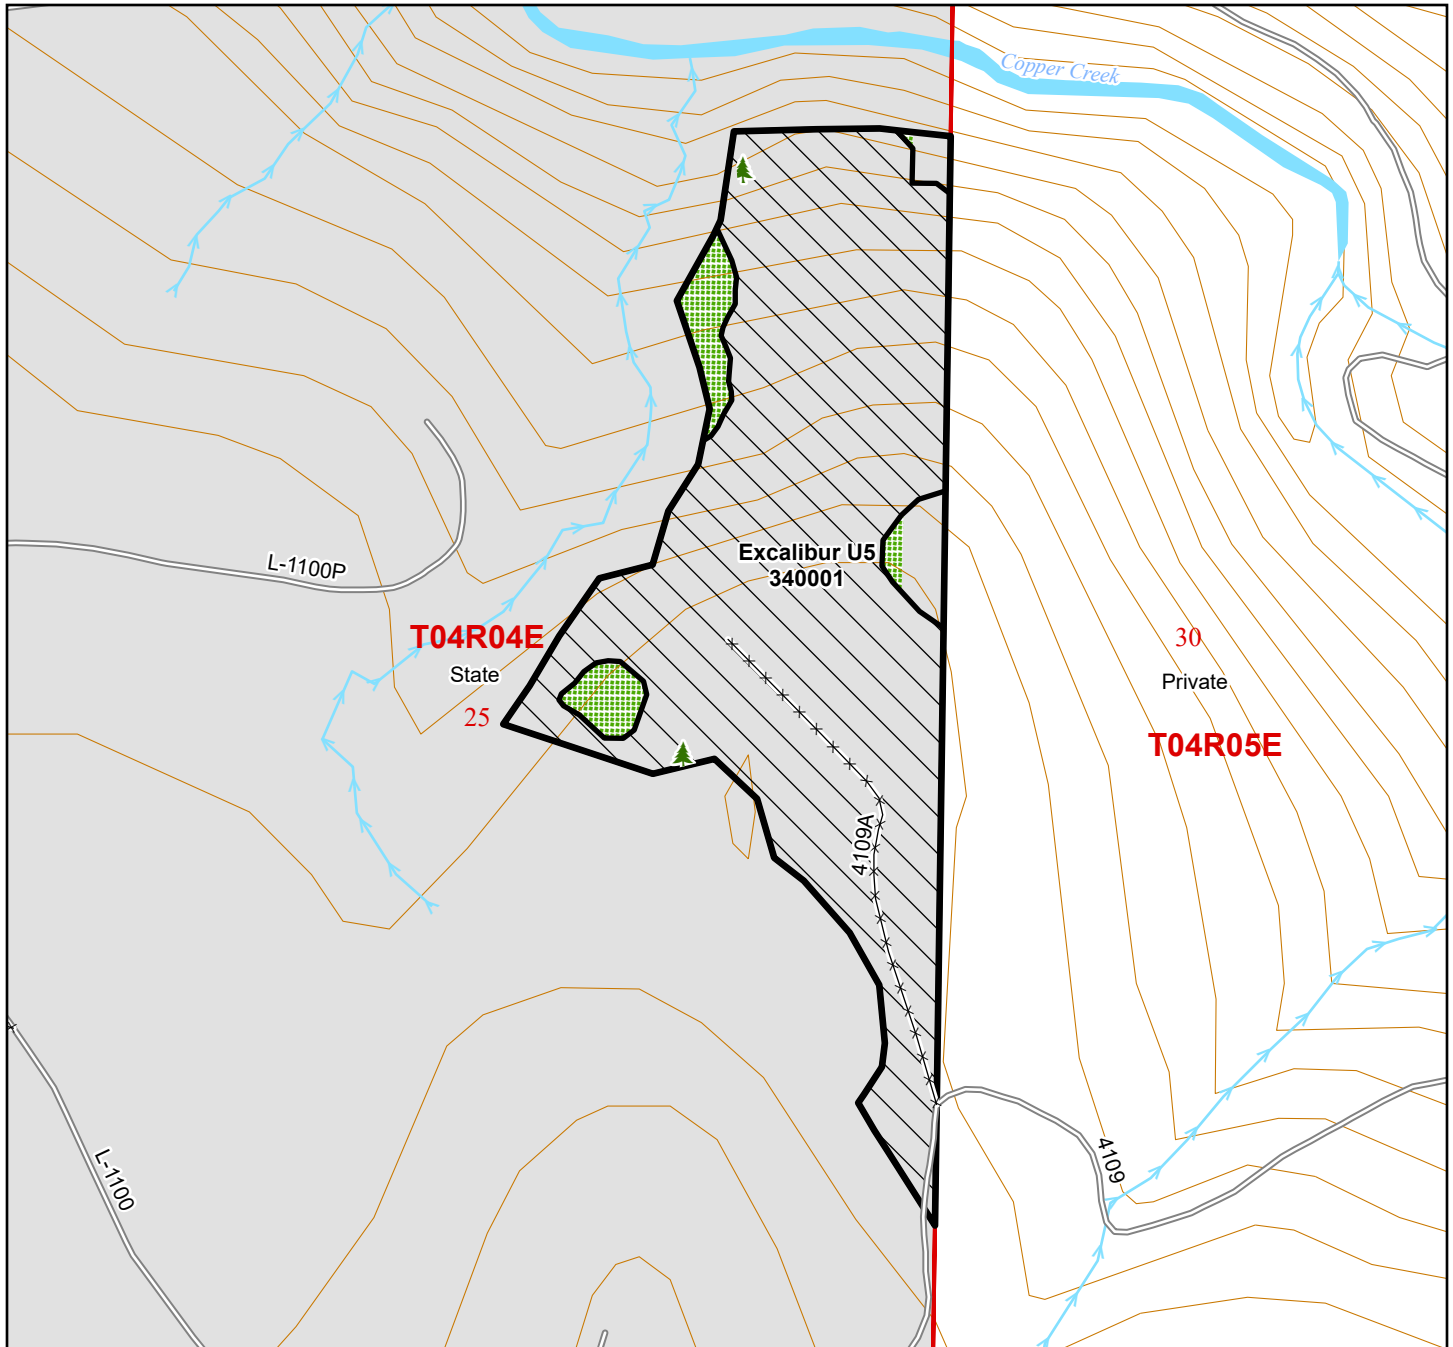 Copper Creek
Excalibur U5
340001
L-1100P
T04R04E
State
25
30
Private
T04R05E
4109A
L-1100
4109